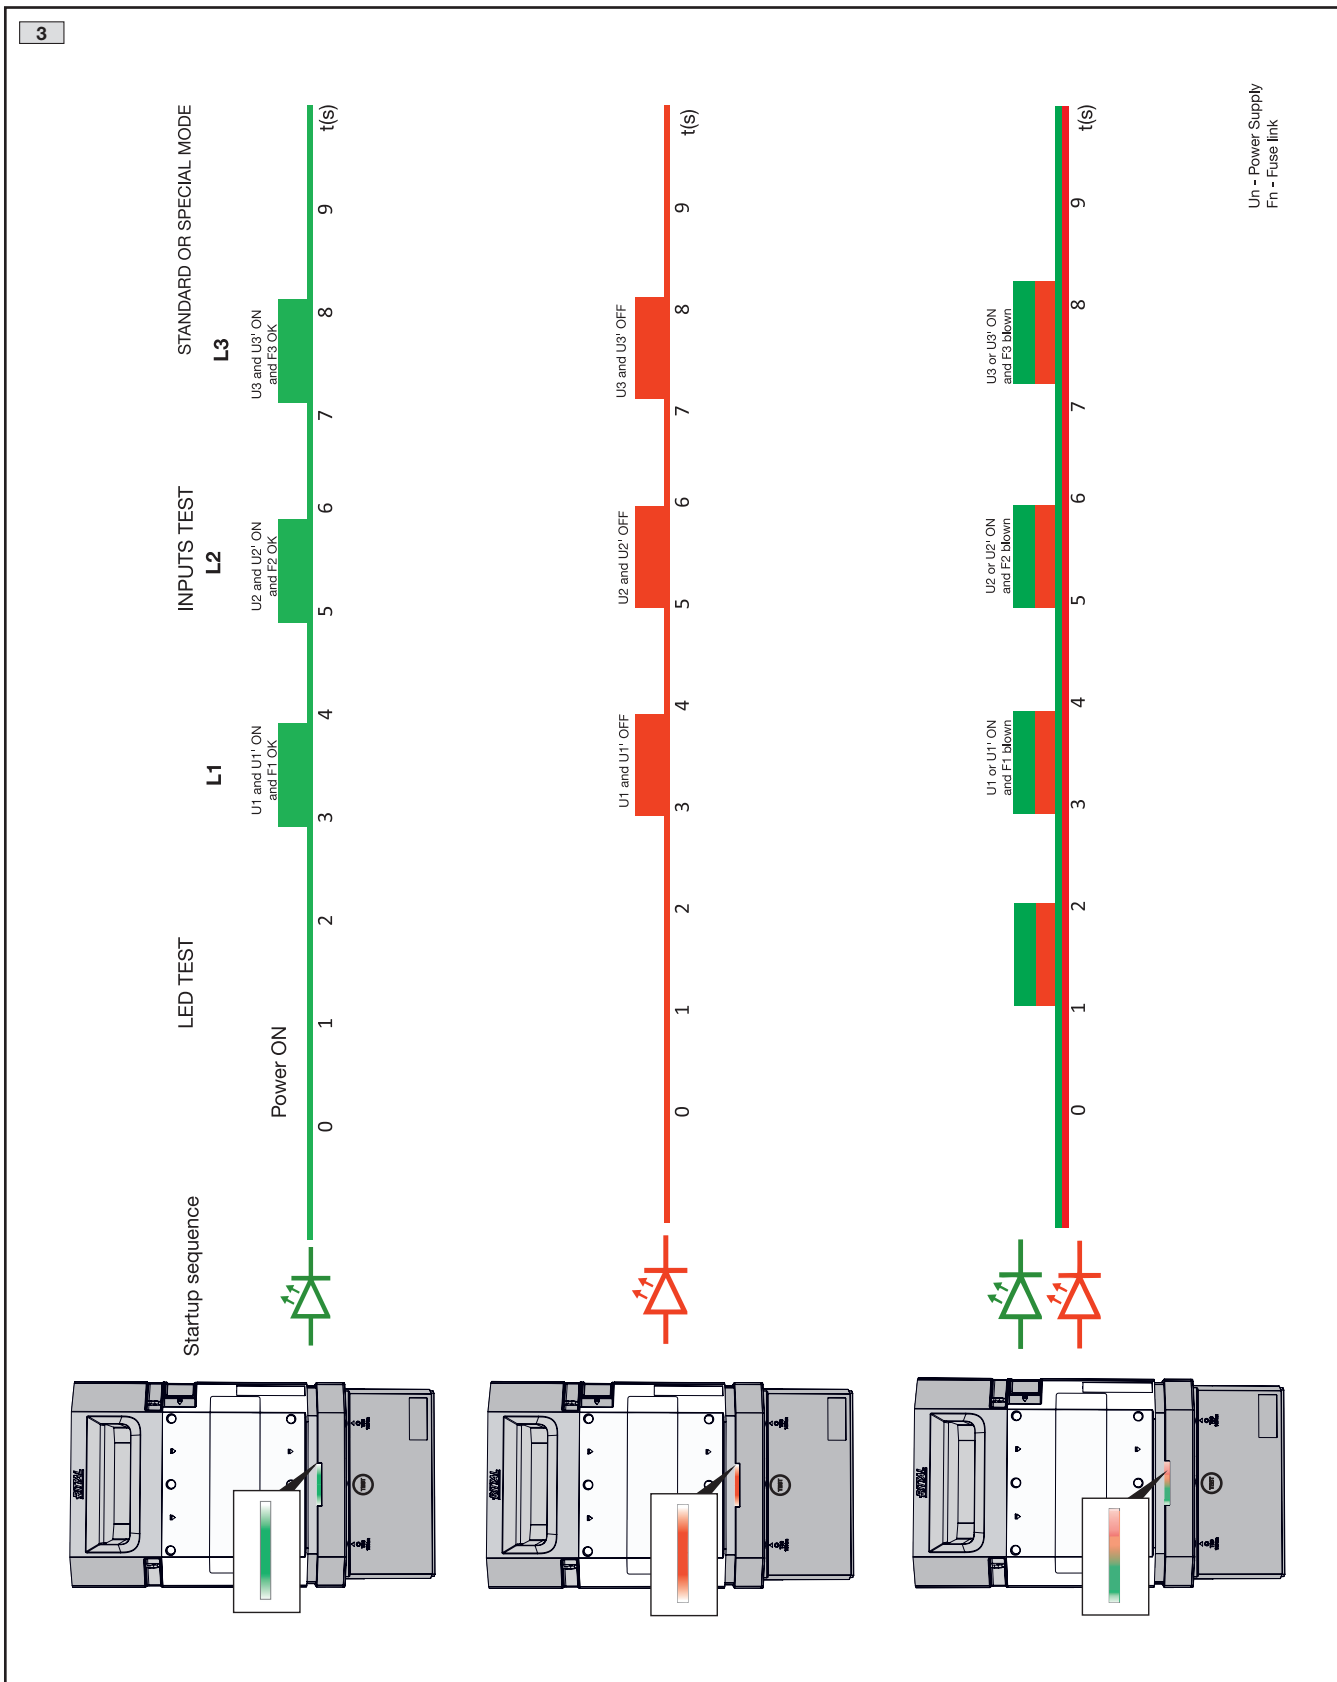 3
Startup sequence
LED TEST
INPUTS TEST
STANDARD OR SPECIAL MODE
L1
L2
L3
Power ON
U1 and U1' ON
and F1 OK
U2 and U2' ON
and F2 OK
U3 and U3' ON
and F3 OK
0 1 2 3 4 5 6 7 8 9 t(s)
U1 and U1' OFF
U2 and U2' OFF
U3 and U3' OFF
0 1 2 3 4 5 6 7 8 9 t(s)
U1 or U1' ON
and F1 blown
U2 or U2' ON
and F2 blown
U3 or U3' ON
and F3 blown
0 1 2 3 4 5 6 7 8 9 t(s)
Un - Power Supply
Fn - Fuse link
TEST
TEST
TEST